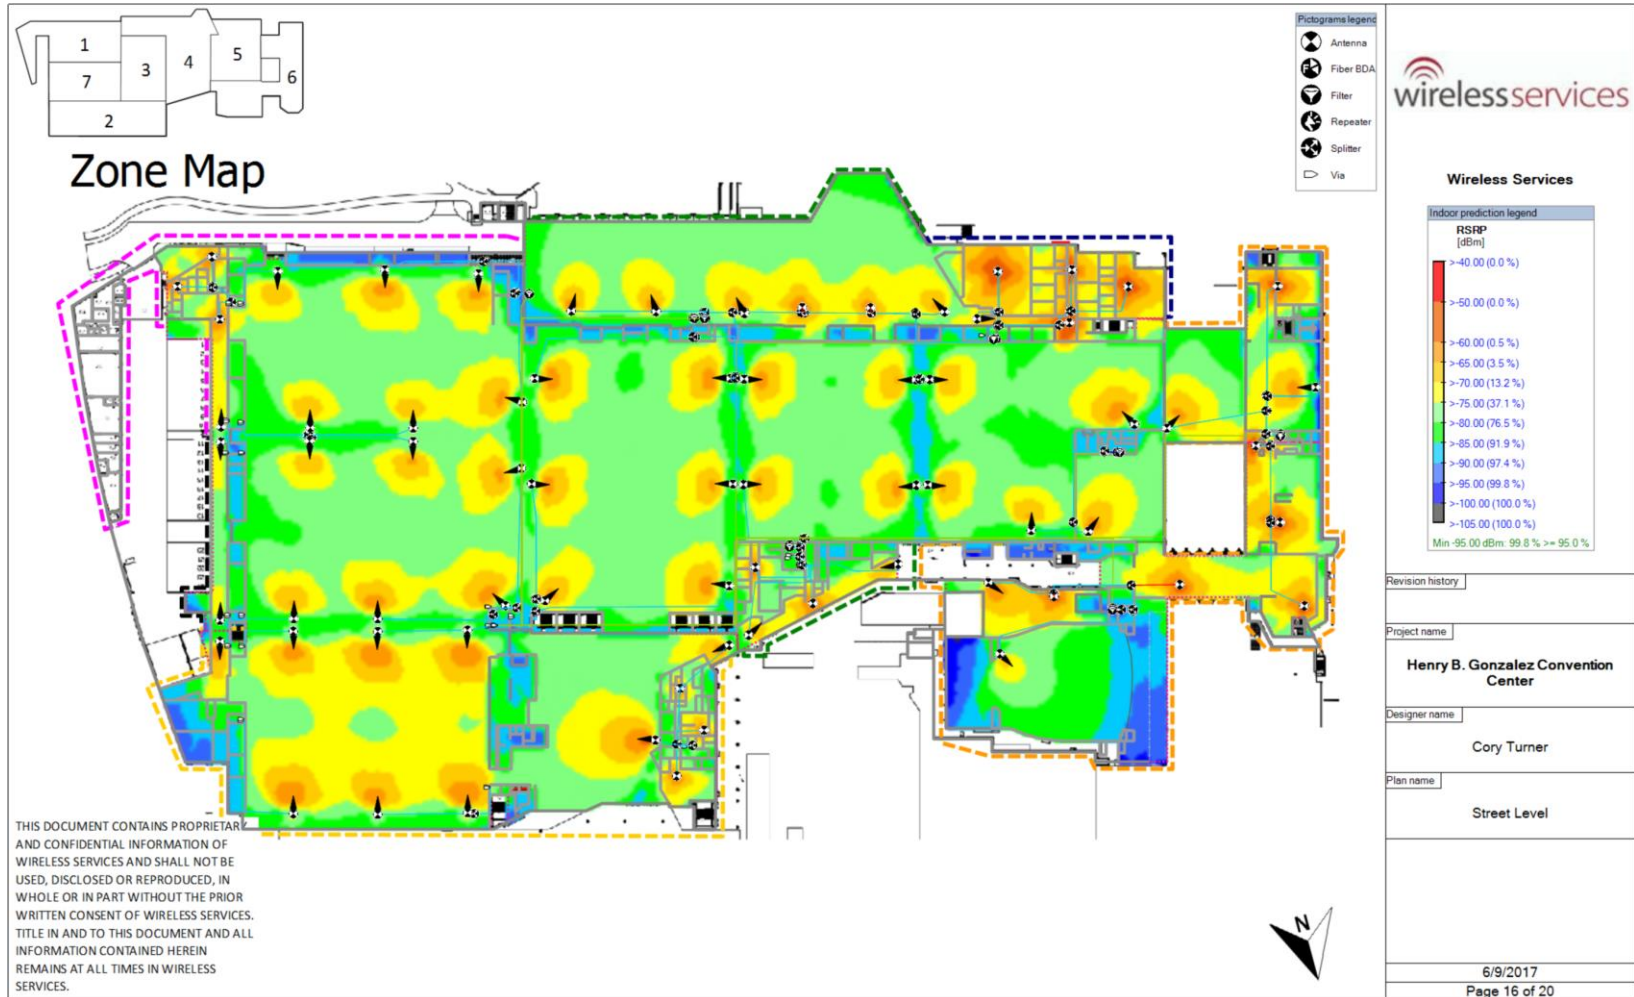 1
7
3
4
5
6
2
Zone Map
Pictograms legend
Antenna
Fiber BDA
Filter
Repeater
Splitter
Via
wirelessservices
Wireless Services
Indoor prediction legend
RSRP
[dBm]
>-40.00 (0.0 %)
>-50.00 (0.0 %)
>-60.00 (0.5 %)
>-65.00 (3.5 %)
>-70.00 (13.2 %)
>-75.00 (37.1 %)
>-80.00 (76.5 %)
>-85.00 (91.9 %)
>-90.00 (97.4 %)
>-95.00 (99.8 %)
>-100.00 (100.0 %)
>-105.00 (100.0 %)
Min -95.00 dBm: 99.8 % >= 95.0 %
Revision history
Project name
Henry B. Gonzalez Convention
Center
Designer name
Cory Turner
Plan name
Street Level
THIS DOCUMENT CONTAINS PROPRIETARY
AND CONFIDENTIAL INFORMATION OF
WIRELESS SERVICES AND SHALL NOT BE
USED, DISCLOSED OR REPRODUCED, IN
WHOLE OR IN PART WITHOUT THE PRIOR
WRITTEN CONSENT OF WIRELESS SERVICES.
TITLE IN AND TO THIS DOCUMENT AND ALL
INFORMATION CONTAINED HEREIN
REMAINS AT ALL TIMES IN WIRELESS
SERVICES.
N
6/9/2017
Page 16 of 20